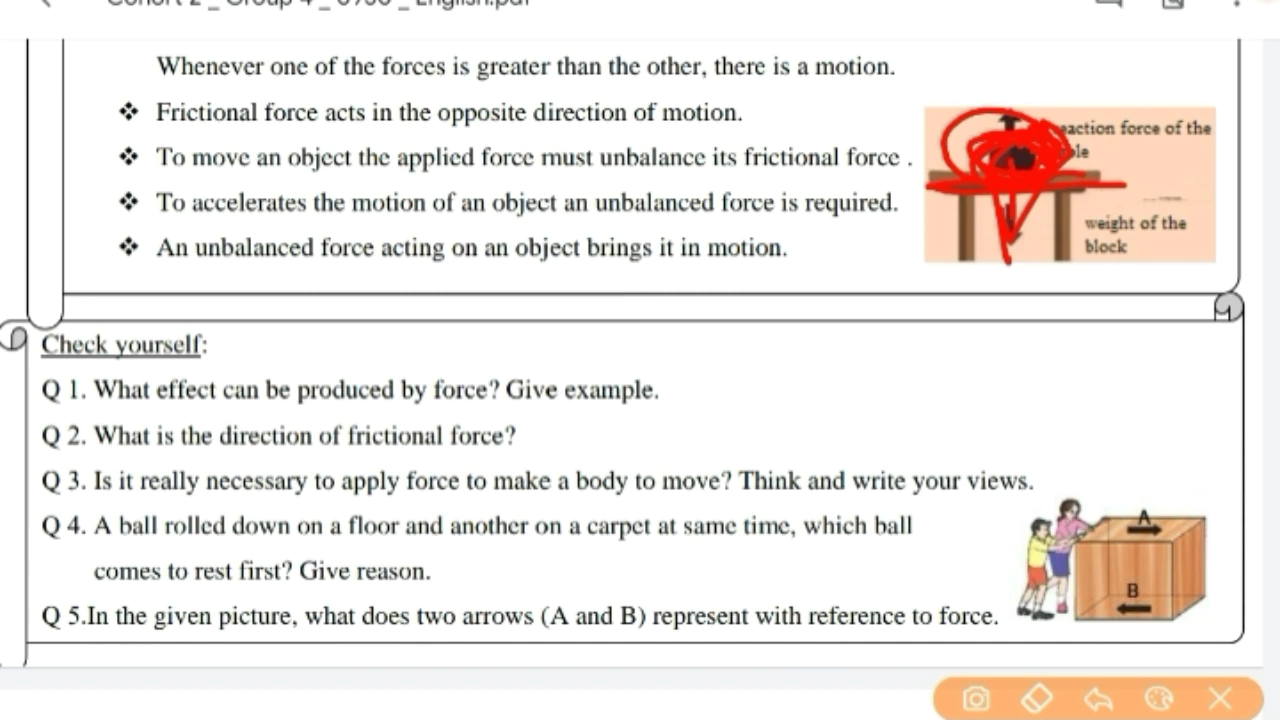 Whenever one of the forces is greater than the other, there is a motion.
❖ Frictional force acts in the opposite direction of motion.
❖ To move an object the applied force must unbalance its frictional force .
❖ To accelerates the motion of an object an unbalanced force is required.
❖ An unbalanced force acting on an object brings it in motion.
force of the
weight of the
block
Check yourself:
Q 1. What effect can be produced by force? Give example.
Q 2. What is the direction of frictional force?
Q 3. Is it really necessary to apply force to make a body to move? Think and write your views.
Q 4. A ball rolled down on a floor and another on a carpet at same time, which ball
comes to rest first? Give reason.
A
B
Q 5.In the given picture, what does two arrows (A and B) represent with reference to force.